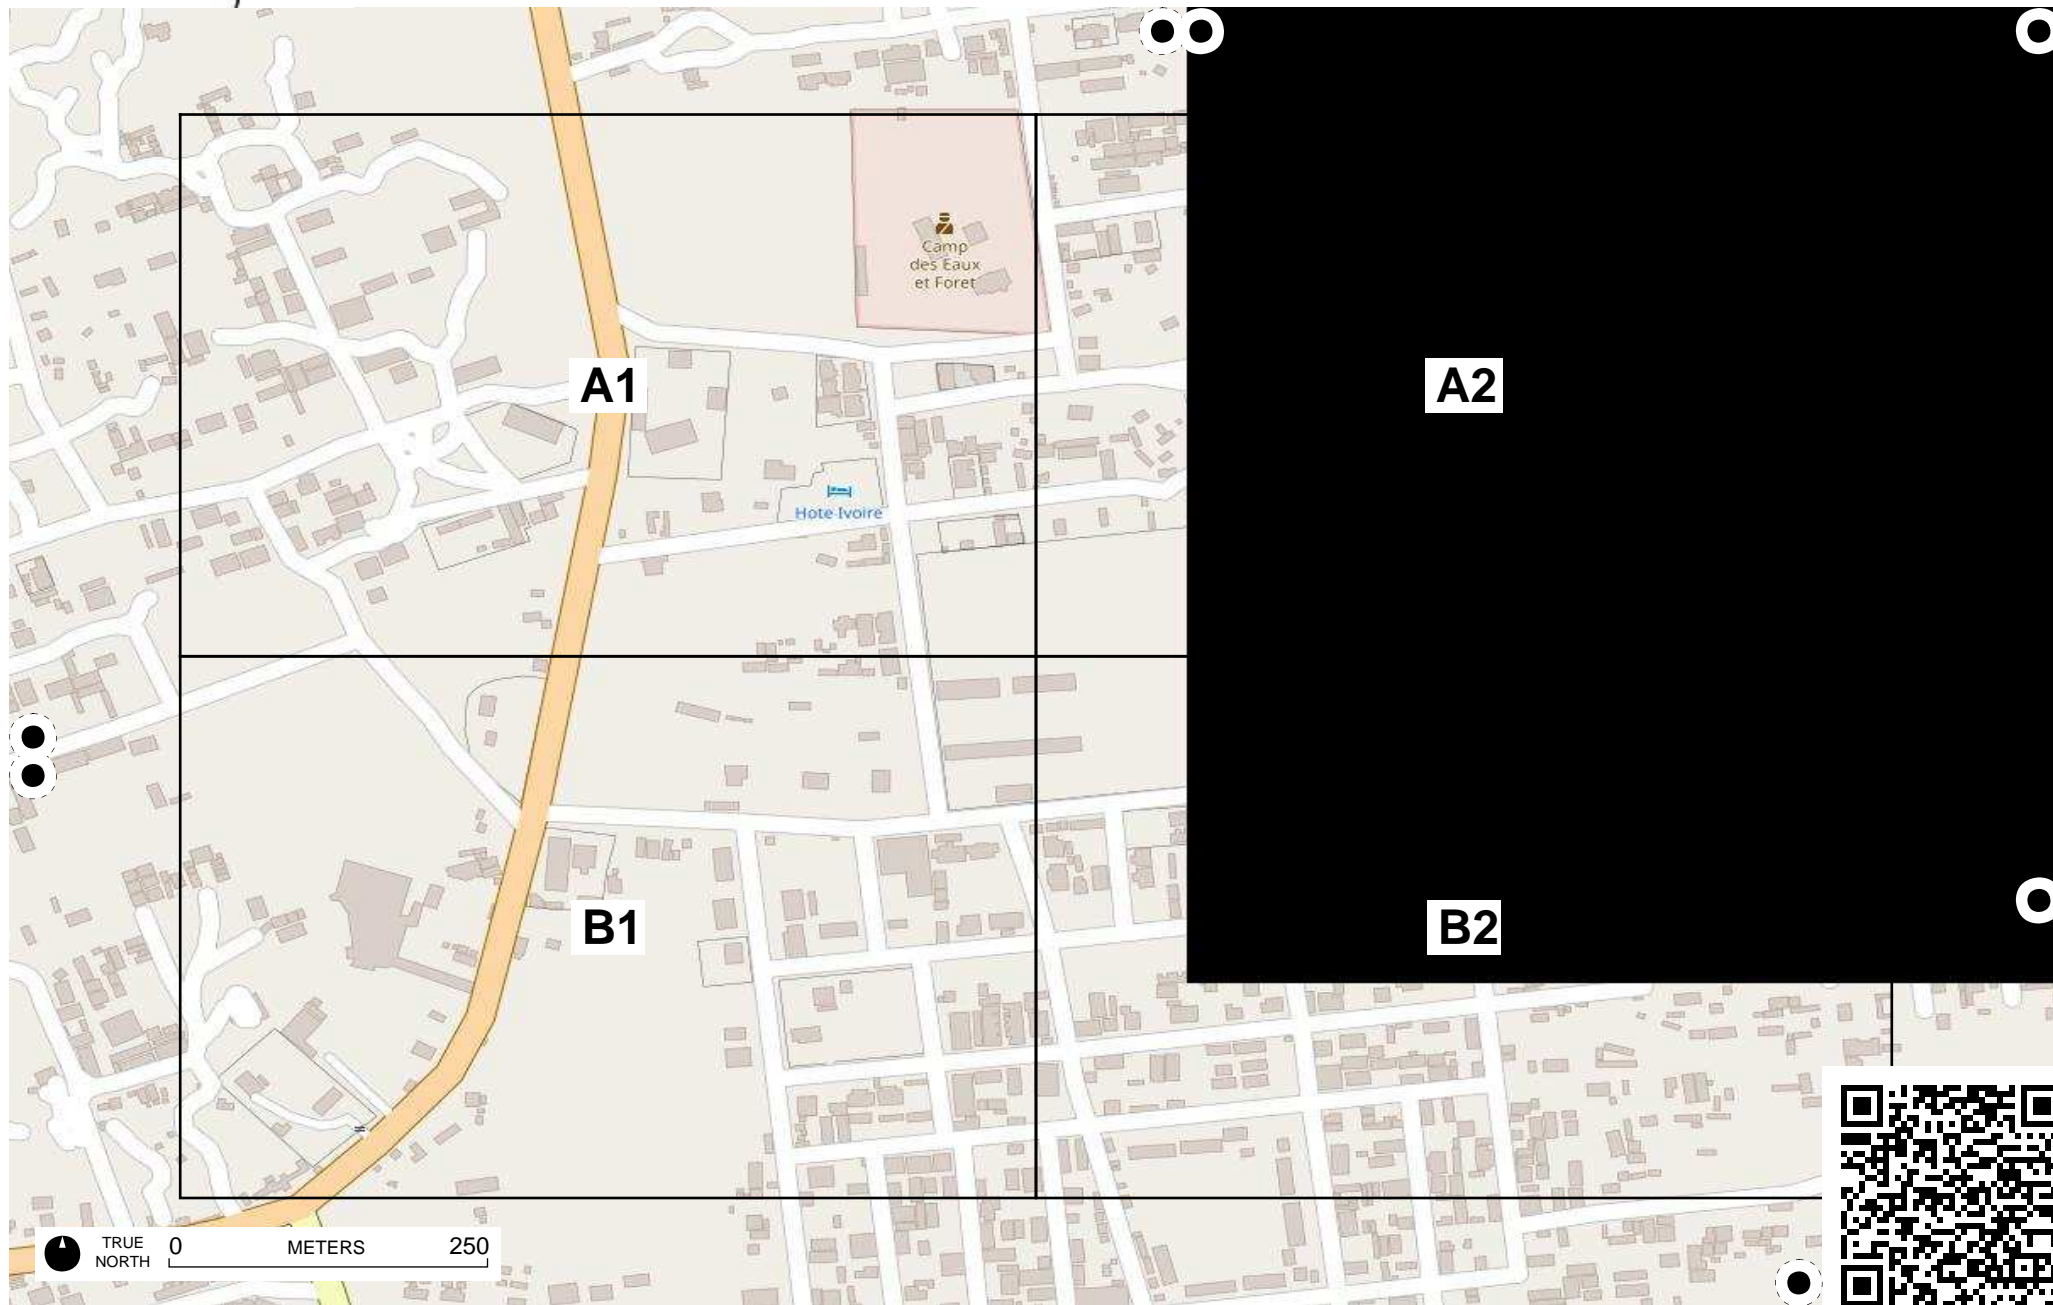 Camp
des Eaux
et Foret
A1
A2
Hote Ivoire
B1
B2
TRUE
NORTH
0
METERS
250